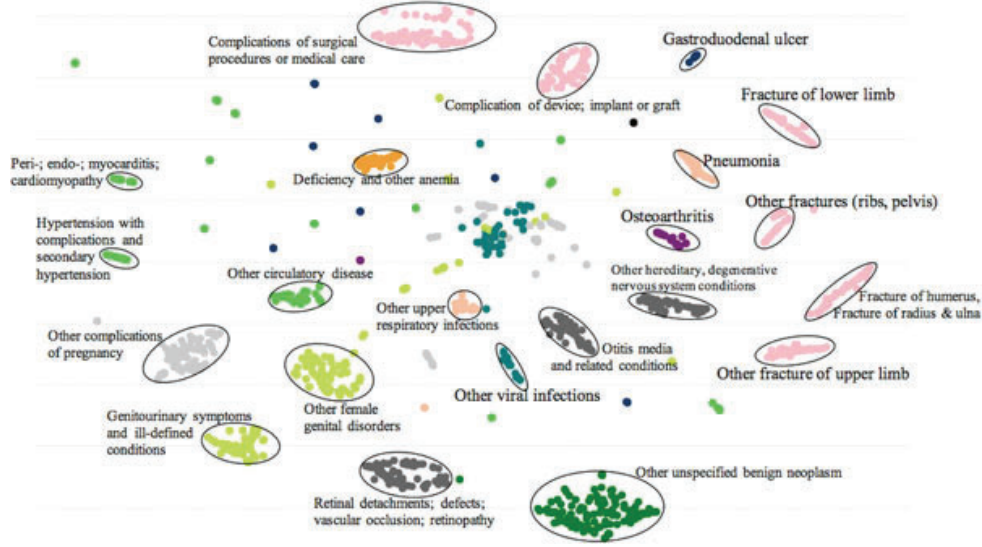 Complications of surgical
procedures or medical care
Gastroduodenal ulcer
Complication of device; implant or graft
Fracture of lower limb
Peri-; endo-; myocarditis;
cardiomyopathy
Deficiency and other anemia
Pneumonia
Other fractures (ribs, pelvis)
Osteoarthritis
Hypertension with
complications and
secondary
hypertension
Other circulatory disease
Other hereditary, degenerative
nervous system conditions
Other upper
respiratory infections
Fracture of humerus,
Fracture of radius & ulna
Other complications
of pregnancy
Otitis media
and related conditions
Other fracture of upper limb
Other viral infections
Other female
genital disorders
Genitourinary symptoms
and ill-defined
conditions
Other unspecified benign neoplasm
Retinal detachments; defects;
vascular occlusion; retinopathy